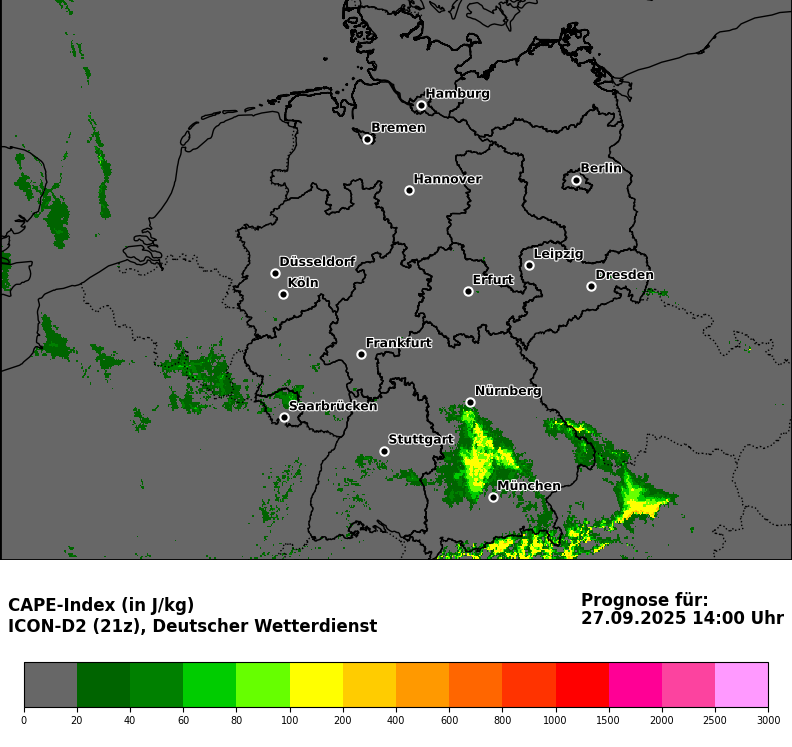 Hamburg
Bremen
Berlin
Hannover
Leipzig
Düsseldorf
Dresden
Köln
Erfurt
Frankfurt
Nürnberg
Saarbrücken
Stuttgart
München
CAPE-Index (in J/kg)
ICON-D2 (21z), Deutscher Wetterdienst
Prognose für:
27.09.2025 14:00 Uhr
0 20 40 60 80 100 200 400 600 800 1000 1500 2000 2500 3000